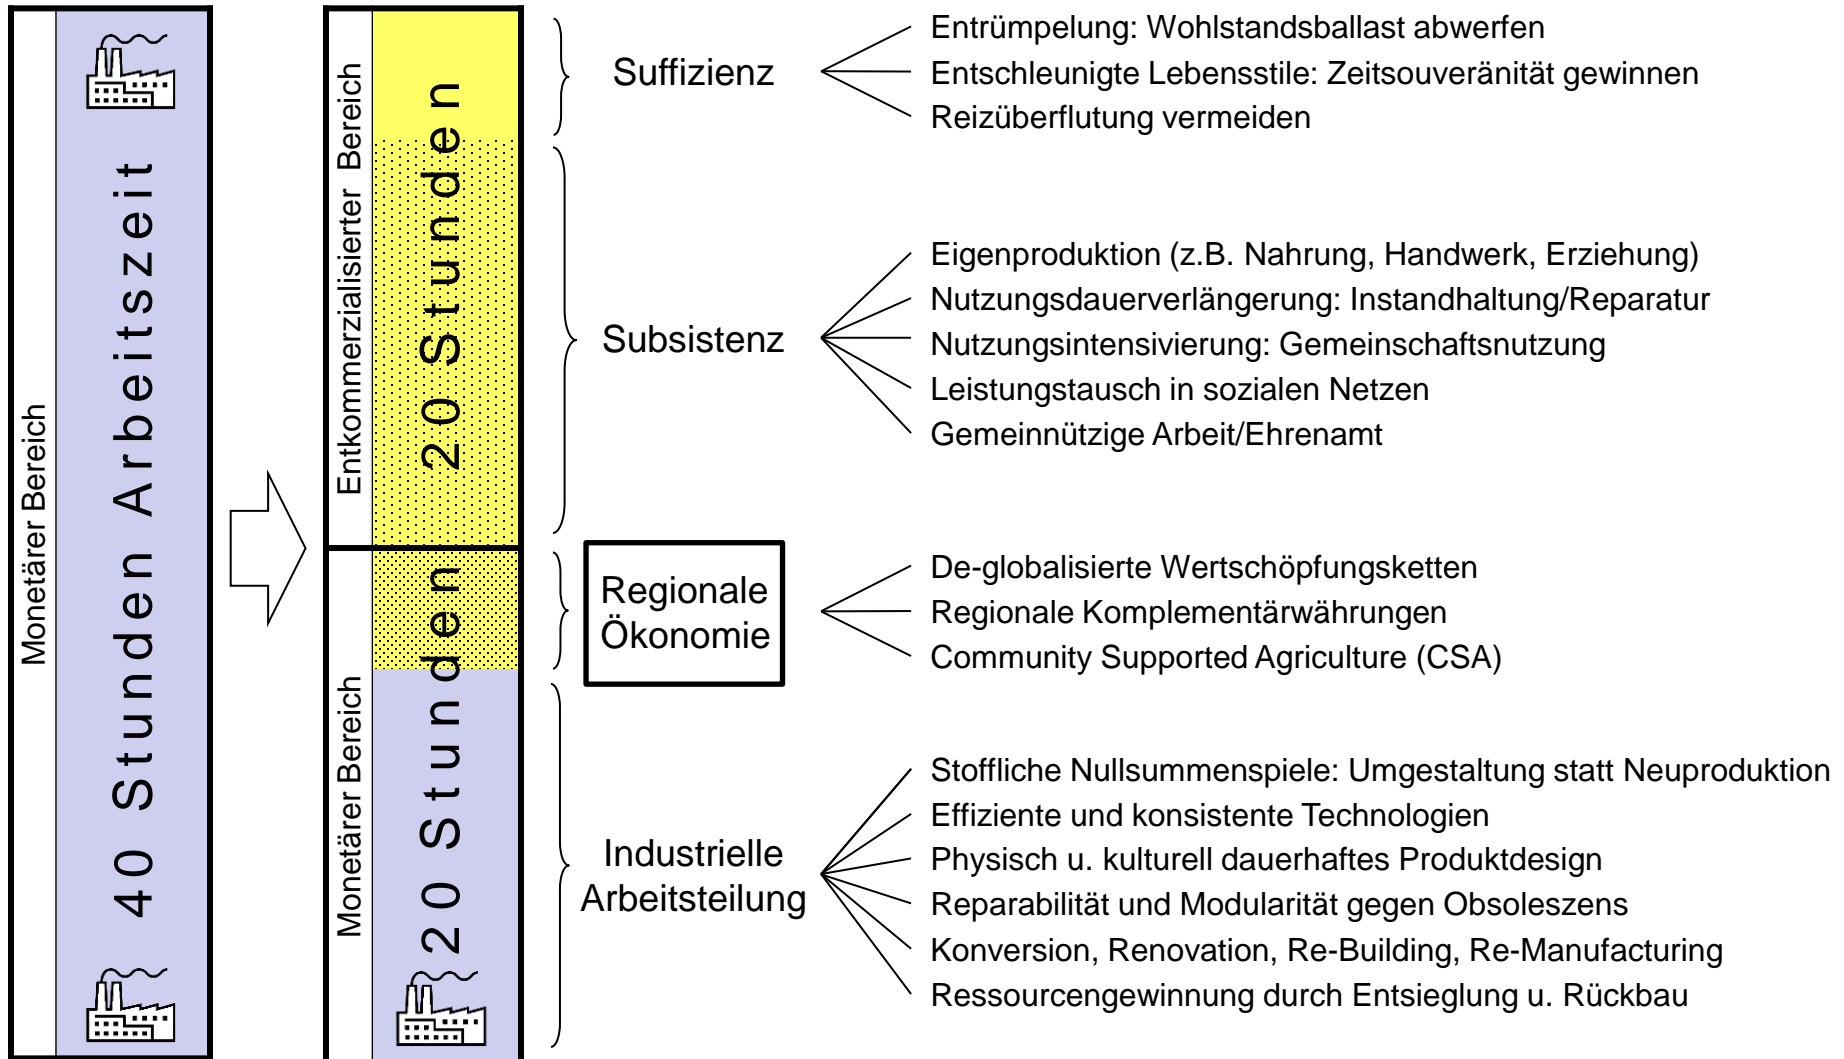 Monetärer Bereich
40 Stunden Arbeitszeit
Entkommerzialisierter Bereich
20 Stunden
Monetärer Bereich
20 Stunden
Suffizienz
Entrümpelung: Wohlstandsballast abwerfen
Entschleunigte Lebensstile: Zeitsouveränität gewinnen
Reizüberflutung vermeiden
Subsistenz
Eigenproduktion (z.B. Nahrung, Handwerk, Erziehung)
Nutzungsdauerverlängerung: Instandhaltung/Reparatur
Nutzungsintensivierung: Gemeinschaftsnutzung
Leistungstausch in sozialen Netzen
Gemeinnützige Arbeit/Ehrenamt
Regionale
Ökonomie
De-globalisierte Wertschöpfungsketten
Regionale Komplementärwährungen
Community Supported Agriculture (CSA)
Industrielle
Arbeitsteilung
Stoffliche Nullsummenspiele: Umgestaltung statt Neuproduktion
Effiziente und konsistente Technologien
Physisch u. kulturell dauerhaftes Produktdesign
Reparabilität und Modularität gegen Obsoleszens
Konversion, Renovation, Re-Building, Re-Manufacturing
Ressourcengewinnung durch Entsieglung u. Rückbau